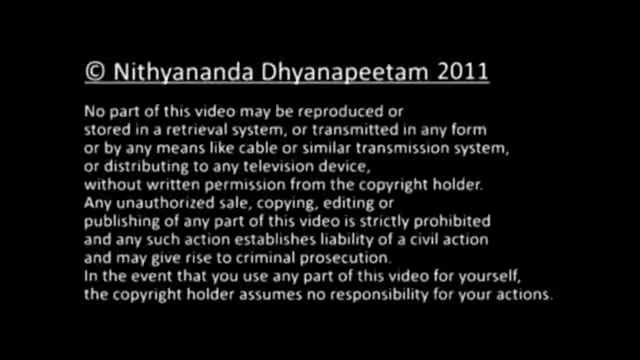 © Nithyananda Dhyanapeetam 2011
No part of this video may be reproduced or
stored in a retrieval system, or transmitted in any form
or by any means like cable or similar transmission system,
or distributing to any television device,
without written permission from the copyright holder.
Any unauthorized sale, copying, editing or
publishing of any part of this video is strictly prohibited
and any such action establishes liability of a civil action
and may give rise to criminal prosecution.
In the event that you use any part of this video for yourself,
the copyright holder assumes no responsibility for your actions.